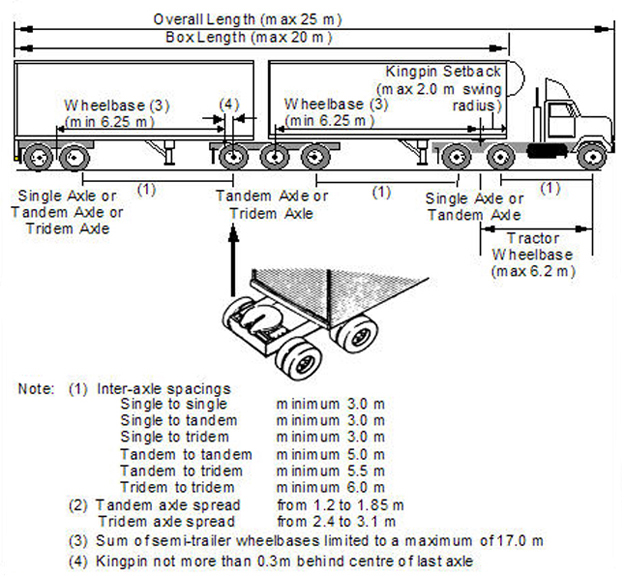 Overall Length (max 25 m)
Box Length (max 20 m)
Kingpin Setback
(max 2.0 m swing
radius)
Wheelbase (3)
(min 6.25 m)
(4)
Wheelbase (3)
(min 6.25 m)
(1)
(1)
(1)
Single Axle or
Tandem Axle or
Tridem Axle
Tandem Axle or
Tridem Axle
Single Axle or
Tandem Axle
Tractor
Wheelbase
(max 6.2 m)
Note: (1) Inter-axle spacings
Single to single minimum 3.0 m
Single to tandem minimum 3.0 m
Single to tridem minimum 3.0 m
Tandem to tandem minimum 5.0 m
Tandem to tridem minimum 5.5 m
Tridem to tridem minimum 6.0 m
(2) Tandem axle spread from 1.2 to 1.85 m
Tridem axle spread from 2.4 to 3.1 m
(3) Sum of semi-trailer wheelbases limited to a maximum of 17.0 m
(4) Kingpin not more than 0.3m behind centre of last axle